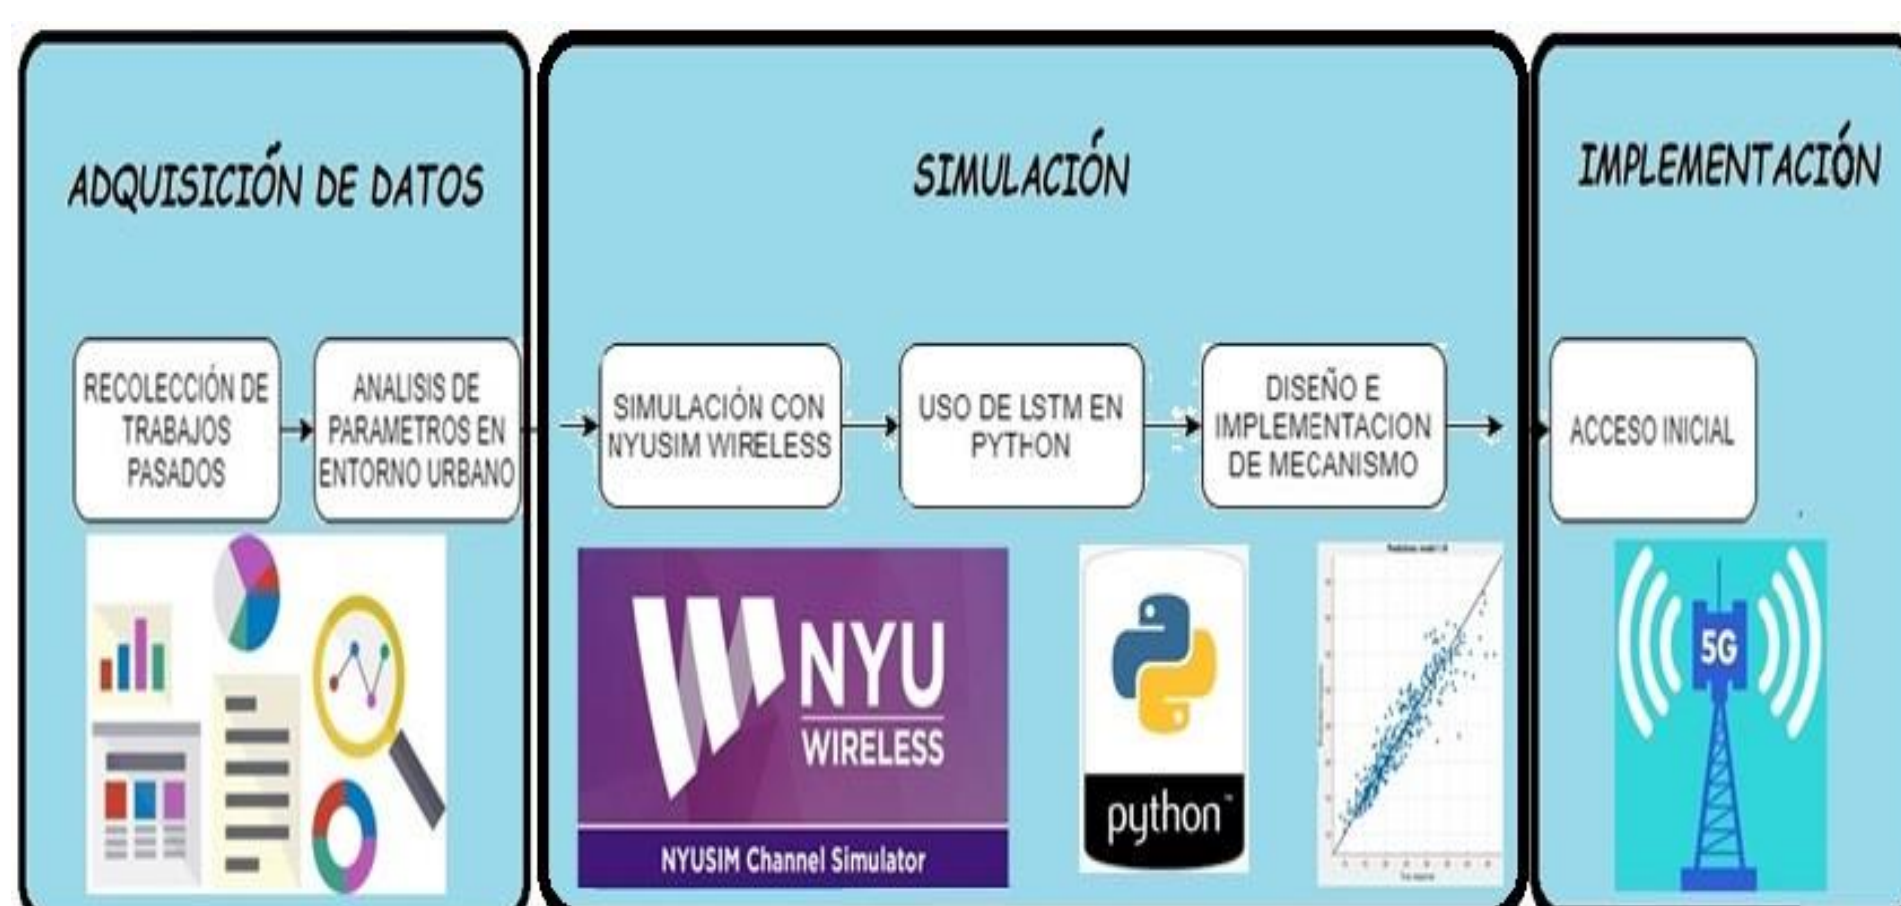 ADQUISICIÓN DE DATOS
RECOLECCIÓN DE
TRABAJOS
PASADOS
ANALISIS DE
PARAMETROS EN
ENTORNO URBANO
SIMULACIÓN
SIMULACIÓN CON
NYUSIM WIRELESS
USO DE LSTM EN
PYTHON
DISEÑO E
IMPLEMENTACION
DE MECANISMO
NYU
WIRELESS
NYUSIM Channel Simulator
python
IMPLEMENTACIÓN
ACCESO INICIAL
5G